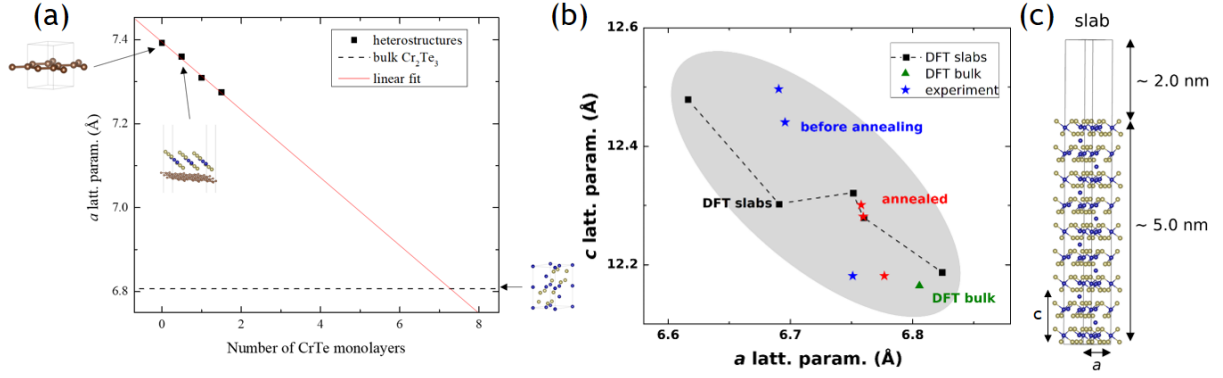 (a)
7.4
7.2
7.0
6.8
a latt. param. (Å)
heterostructures
bulk Cr₂Te₃
linear fit
0
2
4
6
8
Number of CrTe monolayers
(b)
12.6
12.4
12.2
c latt. param. (Å)
DFT slabs
DFT bulk
experiment
before annealing
DFT slabs
annealed
DFT bulk
6.6
6.7
6.8
a latt. param. (Å)
(c)
slab
~ 2.0 nm
~ 5.0 nm
c
a